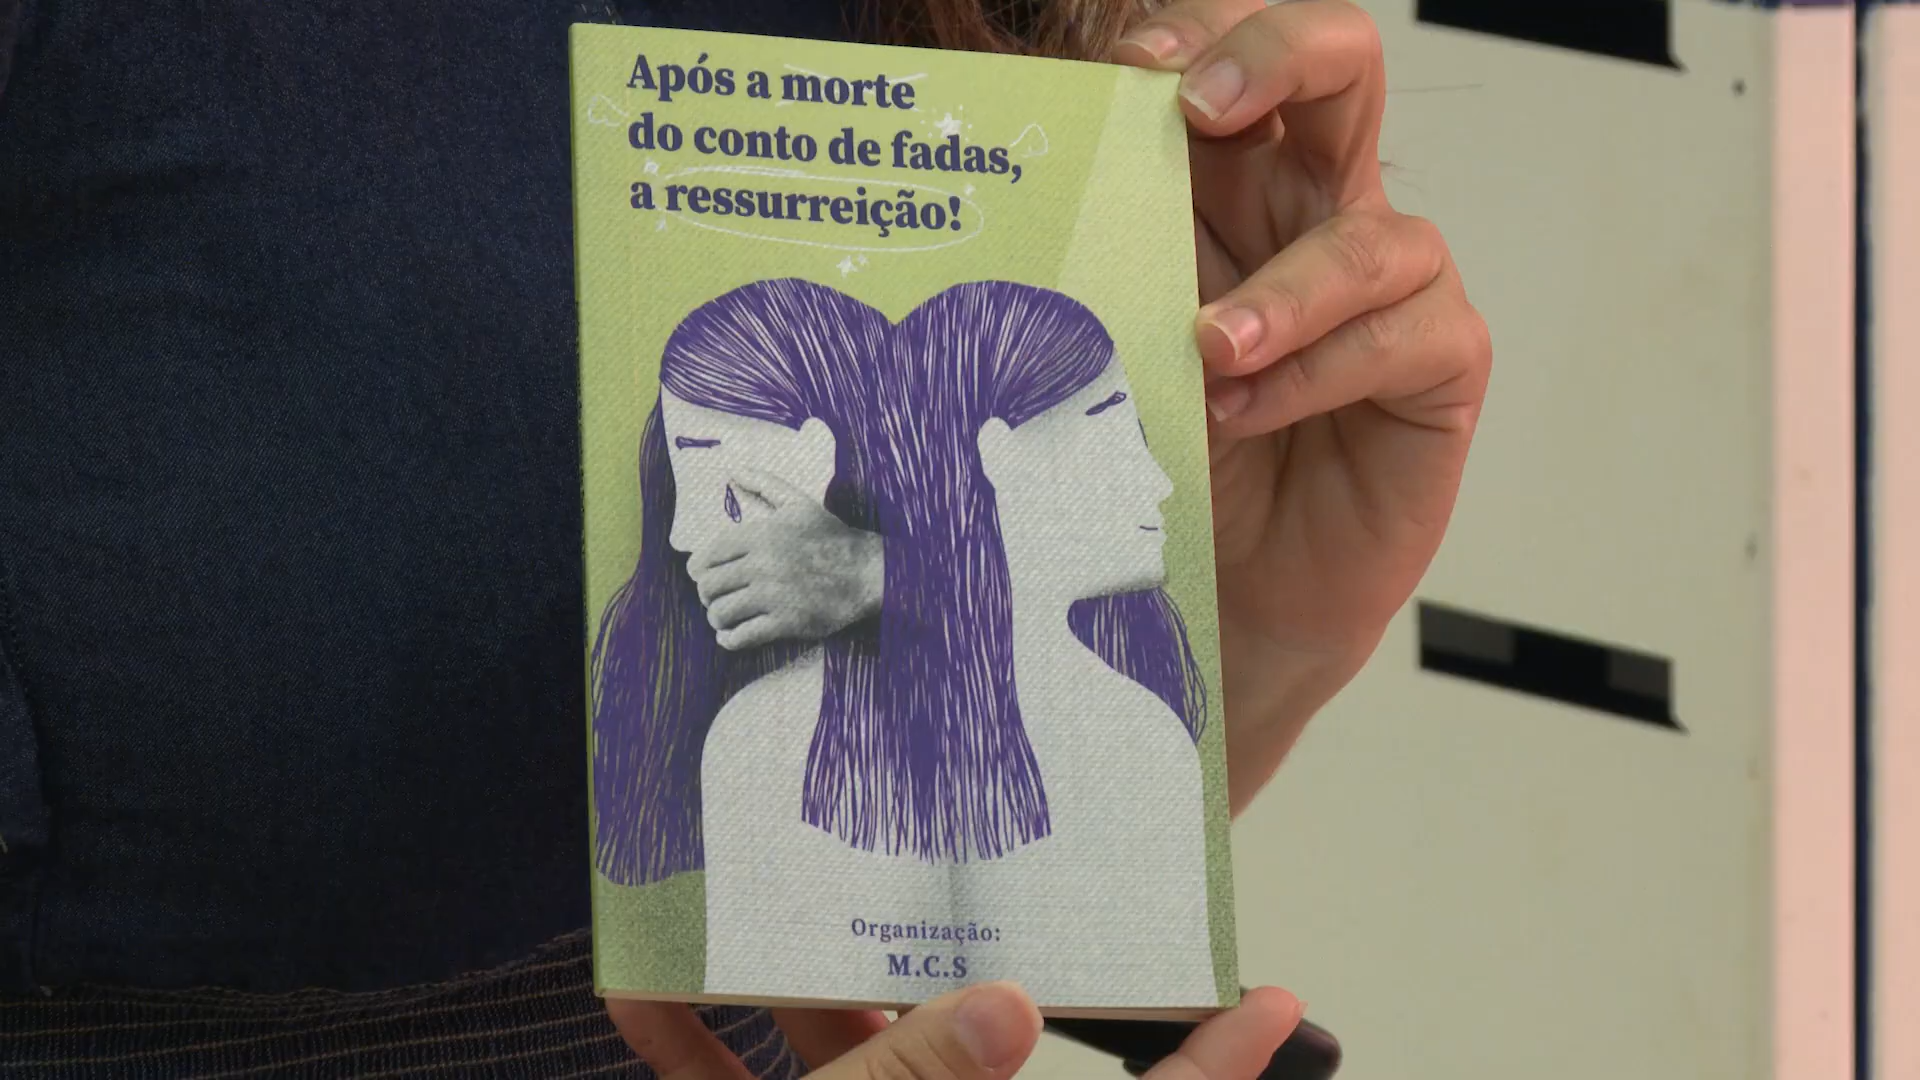 Após a morte
do conto de fadas,
a ressurreição!
Organização:
M.C.S